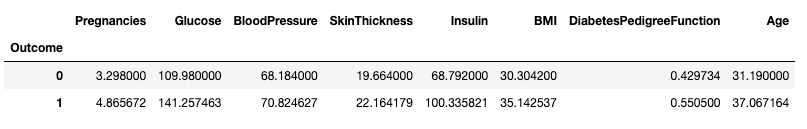 Pregnancies Glucose BloodPressure SkinThickness Insulin BMI DiabetesPedigreeFunction Age
Outcome
0 3.298000 109.980000 68.184000 19.664000 68.792000 30.304200 0.429734 31.190000
1 4.865672 141.257463 70.824627 22.164179 100.335821 35.142537 0.550500 37.067164